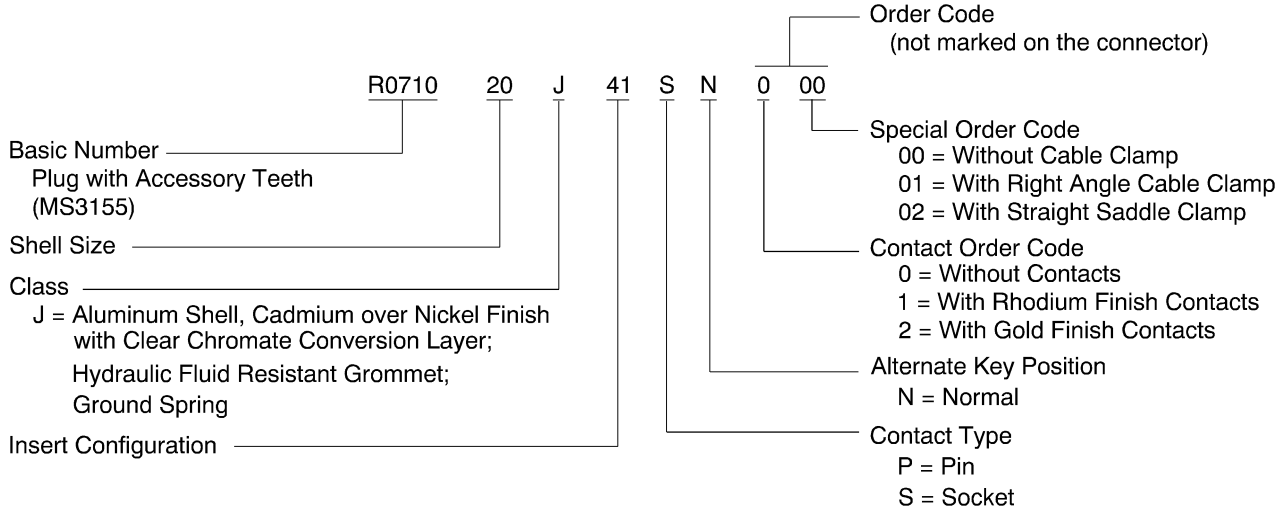 Order Code
(not marked on the connector)
R0710 20 J 41 S N 0 00
Basic Number
Plug with Accessory Teeth
(MS3155)
Shell Size
Class
J = Aluminum Shell, Cadmium over Nickel Finish
with Clear Chromate Conversion Layer;
Hydraulic Fluid Resistant Grommet;
Ground Spring
Insert Configuration
Special Order Code
00 = Without Cable Clamp
01 = With Right Angle Cable Clamp
02 = With Straight Saddle Clamp
Contact Order Code
0 = Without Contacts
1 = With Rhodium Finish Contacts
2 = With Gold Finish Contacts
Alternate Key Position
N = Normal
Contact Type
P = Pin
S = Socket